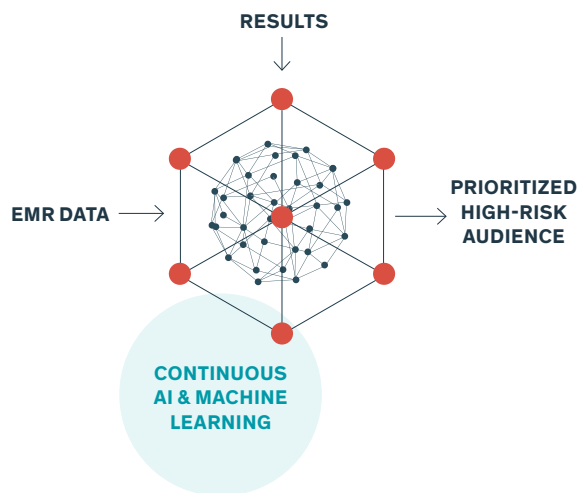 RESULTS
EMR DATA
PRIORITIZED
HIGH-RISK
AUDIENCE
CONTINUOUS
AI & MACHINE
LEARNING